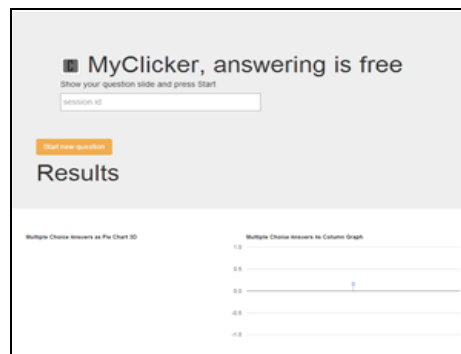 MyClicker, answering is free
Show your question slide and press Start
session id
Start new question
Results
Multiple Choice Answers as Pie Chart 3D
Multiple Choice Answers As Column Graph
1.0
0.5
0.0
-0.5
-1.0